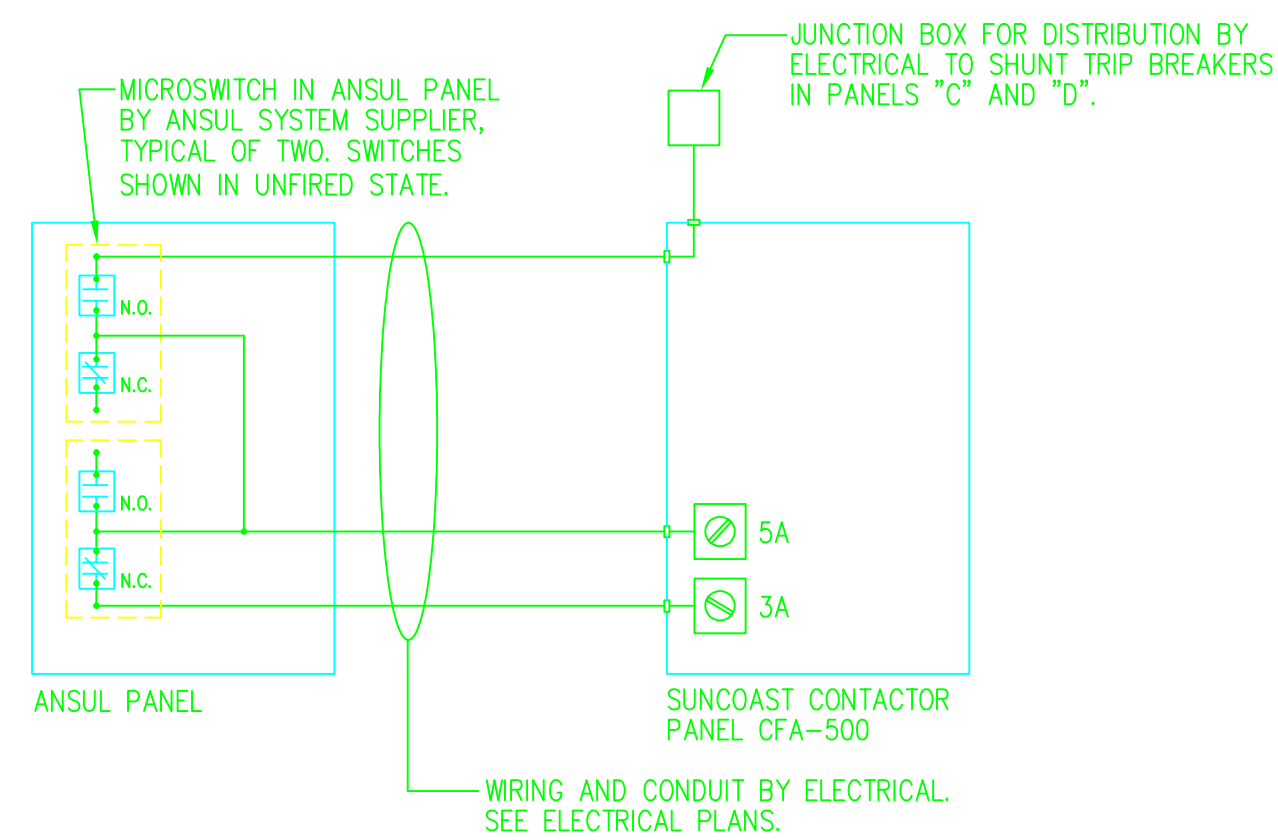 JUNCTION BOX FOR DISTRIBUTION BY
ELECTRICAL TO SHUNT TRIP BREAKERS
IN PANELS "C" AND "D".
MICROSWITCH IN ANSUL PANEL
BY ANSUL SYSTEM SUPPLIER,
TYPICAL OF TWO. SWITCHES
SHOWN IN UNFIRED STATE.
N.O.
N.C.
N.O.
N.C.
5A
3A
ANSUL PANEL
SUNCOAST CONTACTOR
PANEL CFA-500
WIRING AND CONDUIT BY ELECTRICAL.
SEE ELECTRICAL PLANS.